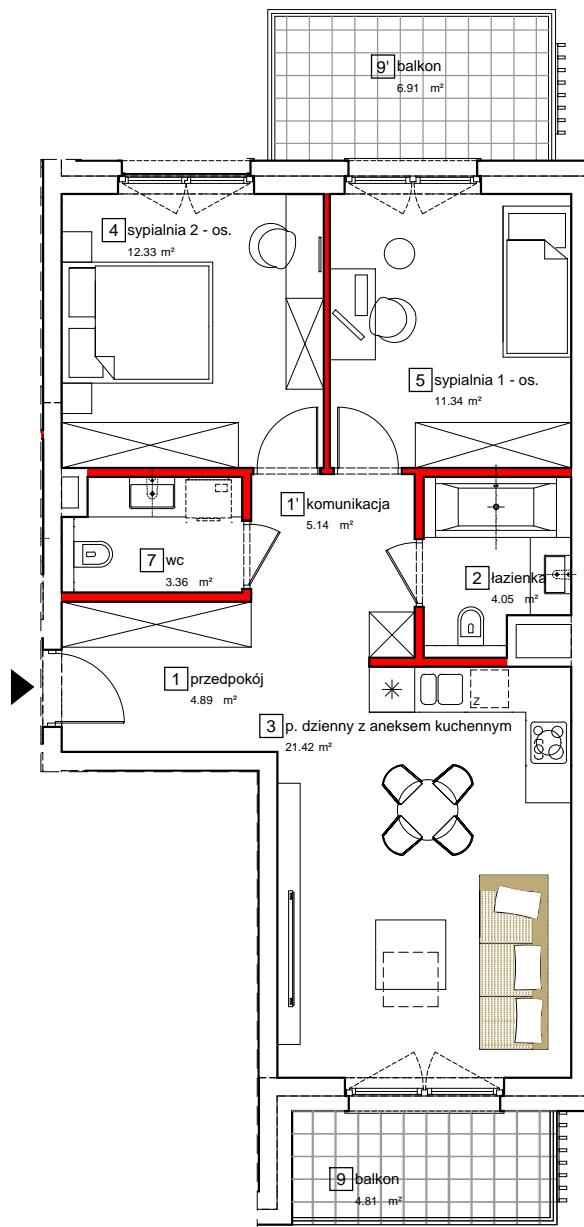 9' balkon
6.91 m²
4 sypialnia 2 - os.
12.33 m²
5 sypialnia 1 - os.
11.34 m²
1' komunikacja
5.14 m²
7 wc
3.36 m²
2 łazienka
4.05 m²
1 przedpokój
4.89 m²
Z
3 p. dzienny z aneksem kuchennym
21.42 m²
9 balkon
4.81 m²